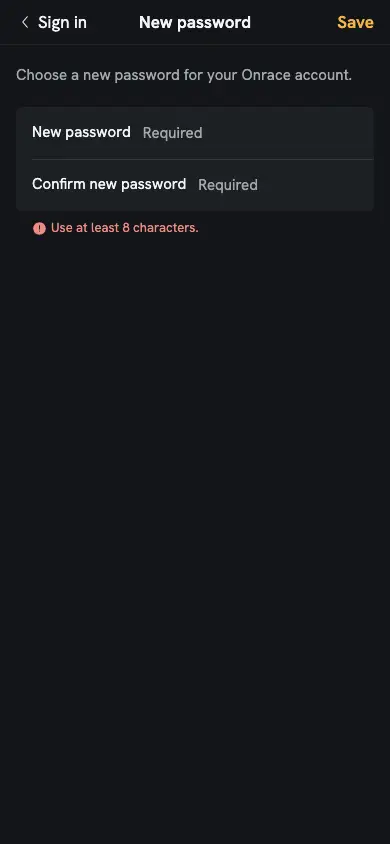 Sign in
New password
Save
Choose a new password for your Onrace account.
New password Required
Confirm new password Required
Use at least 8 characters.